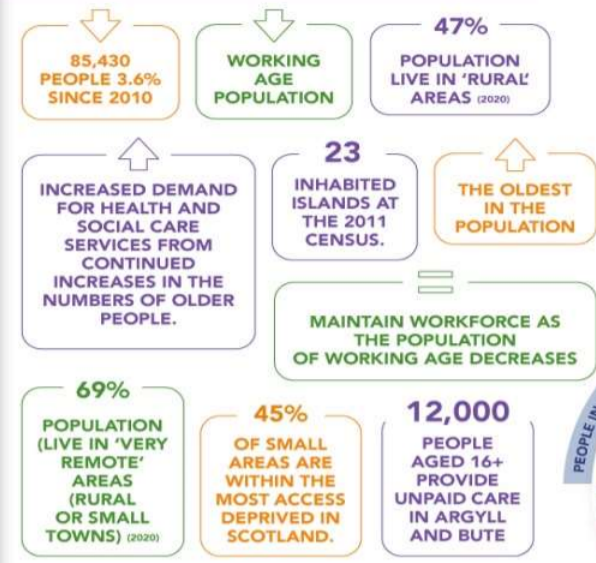 85,430
PEOPLE 3.6%
SINCE 2010
WORKING
AGE
POPULATION
47%
POPULATION
LIVE IN ‘RURAL’
AREAS (2020)
INCREASED DEMAND
FOR HEALTH AND
SOCIAL CARE
SERVICES FROM
CONTINUED
INCREASES IN THE
NUMBERS OF OLDER
PEOPLE.
23
INHABITED
ISLANDS AT
THE 2011
CENSUS.
THE OLDEST
IN THE
POPULATION
MAINTAIN WORKFORCE AS
THE POPULATION
OF WORKING AGE DECREASES
69%
POPULATION
(LIVE IN ‘VERY
REMOTE’
AREAS
(RURAL
OR SMALL
TOWNS) (2020)
45%
OF SMALL
AREAS ARE
WITHIN THE
MOST ACCESS
DEPRIVED IN
SCOTLAND.
12,000
PEOPLE
AGED 16+
PROVIDE
UNPAID CARE
IN ARGYLL
AND BUTE
PEOPLE IN